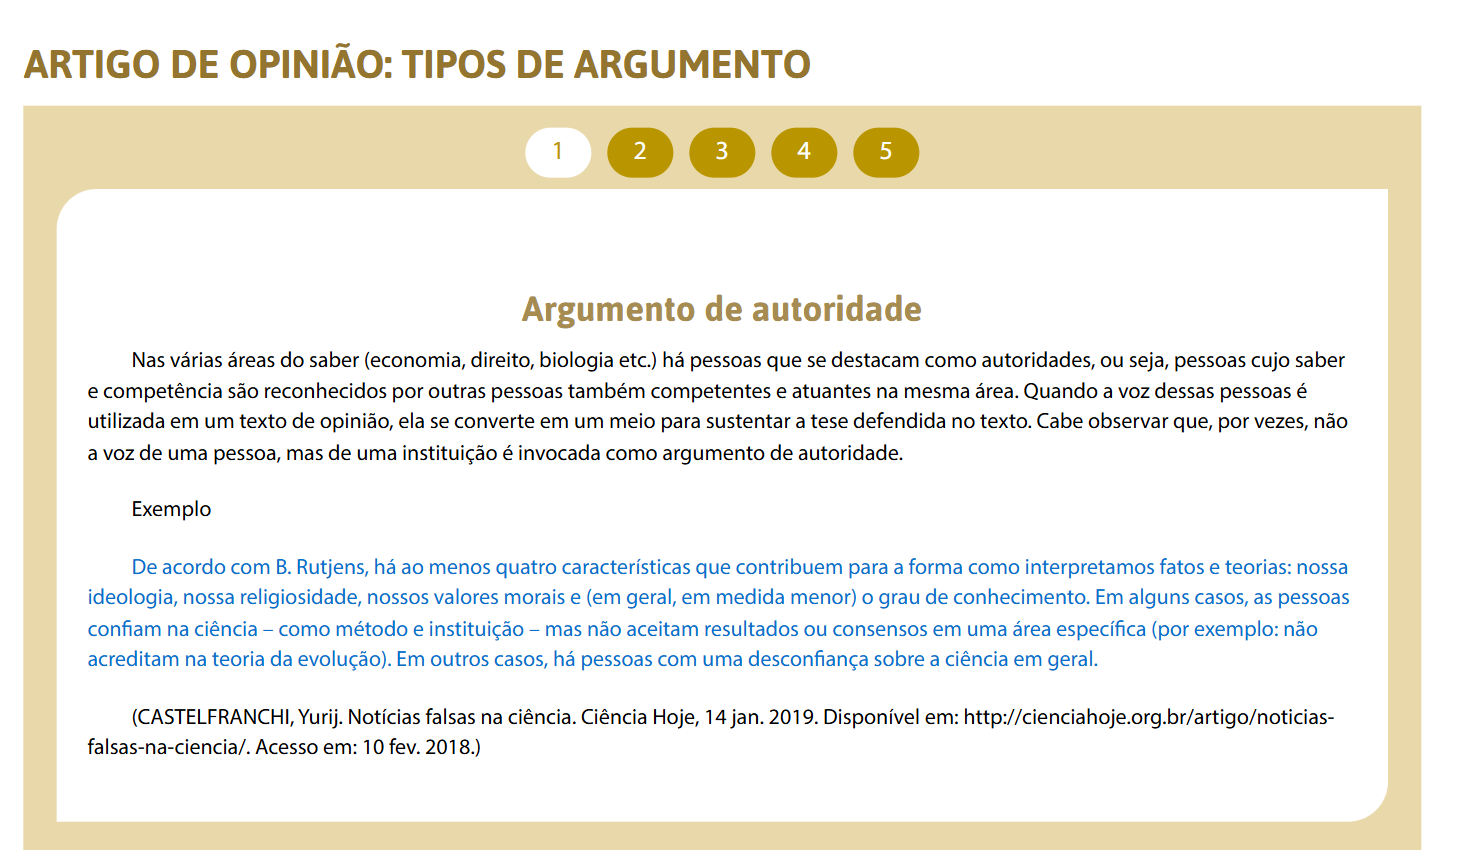 ARTIGO DE OPINIÃO: TIPOS DE ARGUMENTO
1 2 3 4 5
Argumento de autoridade
Nas várias áreas do saber (economia, direito, biologia etc.) há pessoas que se destacam como autoridades, ou seja, pessoas cujo saber
e competência são reconhecidos por outras pessoas também competentes e atuantes na mesma área. Quando a voz dessas pessoas é
utilizada em um texto de opinião, ela se converte em um meio para sustentar a tese defendida no texto. Cabe observar que, por vezes, não
a voz de uma pessoa, mas de uma instituição é invocada como argumento de autoridade.
Exemplo
De acordo com B. Rutjens, há ao menos quatro características que contribuem para a forma como interpretamos fatos e teorias: nossa
ideologia, nossa religiosidade, nossos valores morais e (em geral, em medida menor) o grau de conhecimento. Em alguns casos, as pessoas
confiam na ciência – como método e instituição – mas não aceitam resultados ou consensos em uma área específica (por exemplo: não
acreditam na teoria da evolução). Em outros casos, há pessoas com uma desconfiança sobre a ciência em geral.
(CASTELFRANCHI, Yurij. Notícias falsas na ciência. Ciência Hoje, 14 jan. 2019. Disponível em: http://cienciahoje.org.br/artigo/noticias-
falsas-na-ciencia/. Acesso em: 10 fev. 2018.)